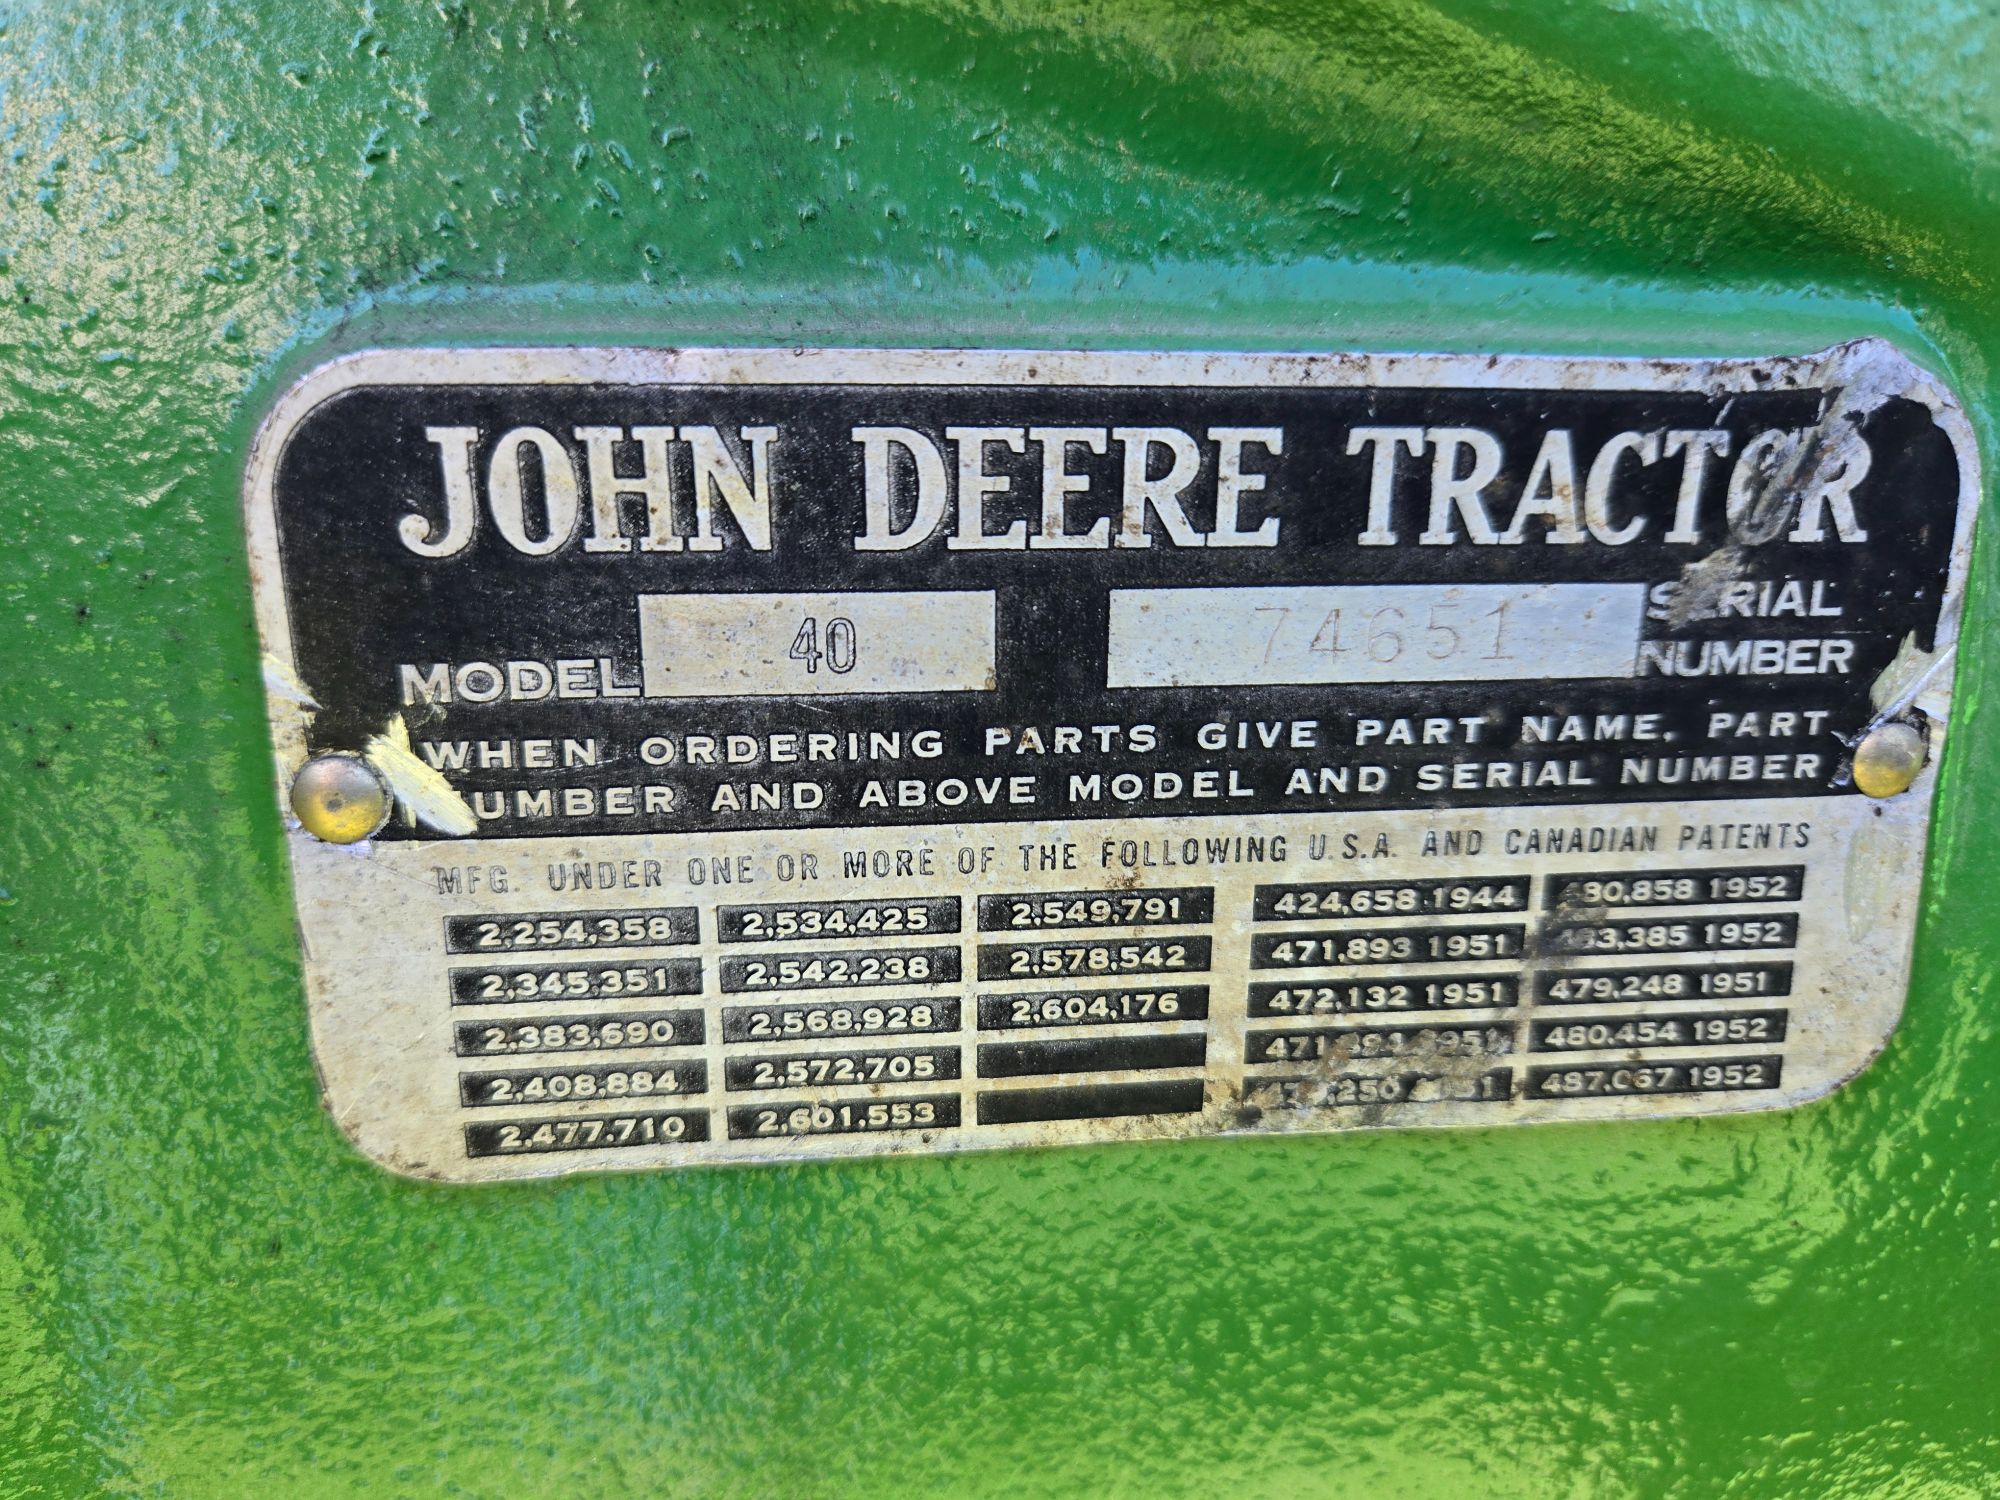 JOHN DEERE TRACTOR
MODEL 40 74651 SERIAL NUMBER
WHEN ORDERING PARTS GIVE PART NAME, PART
NUMBER AND ABOVE MODEL AND SERIAL NUMBER
MFG. UNDER ONE OR MORE OF THE FOLLOWING U.S.A. AND CANADIAN PATENTS
2,254,358 2,534,425 2,549,791 424,658 1944 1952
2,345,351 2,542,238 2,578,542 471,893 1951 1952
2,383,690 2,568,928 2,604,176 472,132 1951 479,248 1951
2,408,884 2,572,705 480,454 1952
2,477,710 2,601,553 487,067 1952